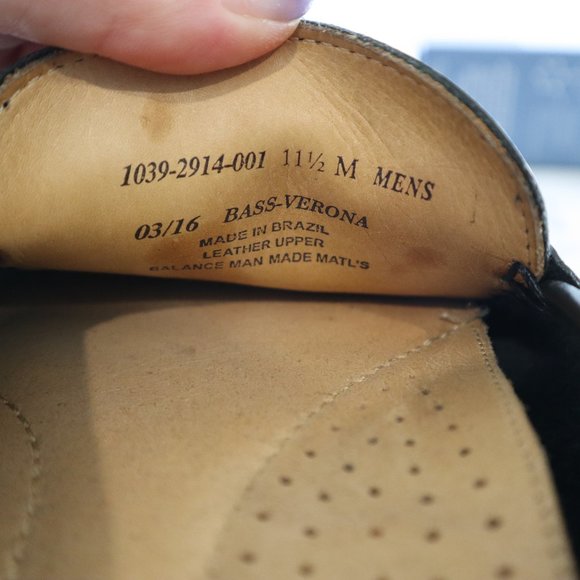 1039-2914-001 11½ M MENS
03/16 BASS-VERONA
MADE IN BRAZIL
LEATHER UPPER
BALANCE MAN MADE MATL'S